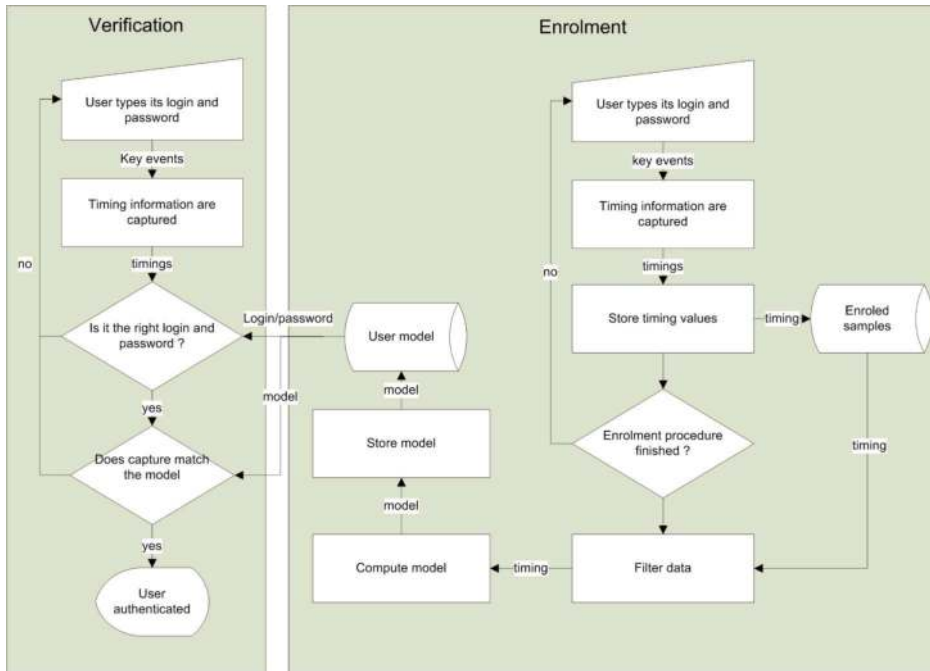 Verification
User types its login and
password
Key events
Timing information are
captured
timings
no
Is it the right login and
password ?
yes
Does capture match
the model
yes
User
authenticated
Login/password
model
Enrolment
User types its login and
password
key events
Timing information are
captured
timings
no
Store timing values
timing
Enroled
samples
timing
Enrolment procedure
finished ?
Filter data
timing
Compute model
model
Store model
model
User model